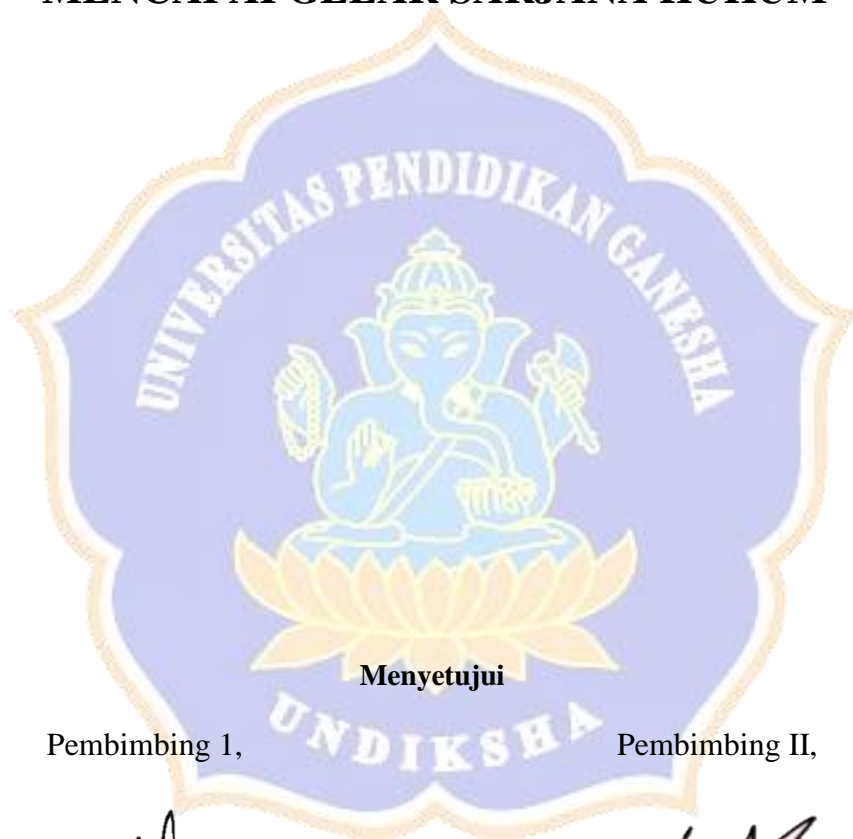 MENCAPAI GELAR SARJANA HUKUM
UNIVERSITAS PENDIDIKAN GANESHA
Menyetujui
UNDIKSHA
Pembimbing 1, Pembimbing II,